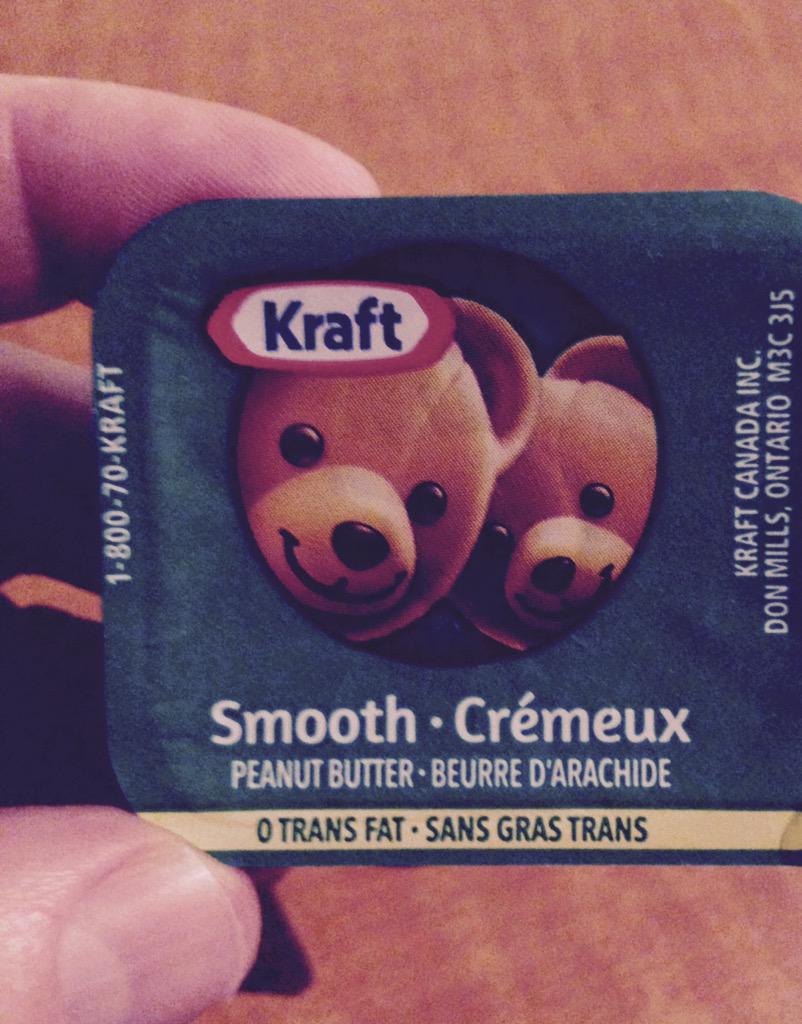 Kraft
1-800-70-KRAFT
KRAFT CANADA INC.
DON MILLS, ONTARIO M3C 3J5
Smooth · Crémeux
PEANUT BUTTER · BEURRE D'ARACHIDE
0 TRANS FAT · SANS GRAS TRANS